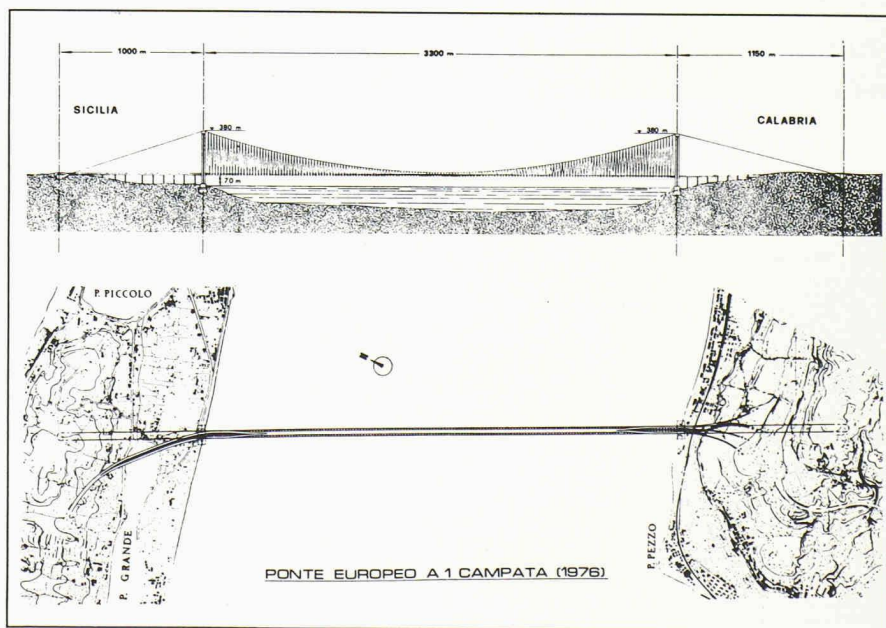 1000 m
3300 m
1150 m
SICILIA
CALABRIA
380 m
380 m
70 m
P. PICCOLO
P. GRANDE
P. PEZZO
PONTE EUROPEO A 1 CAMPATA (1976)